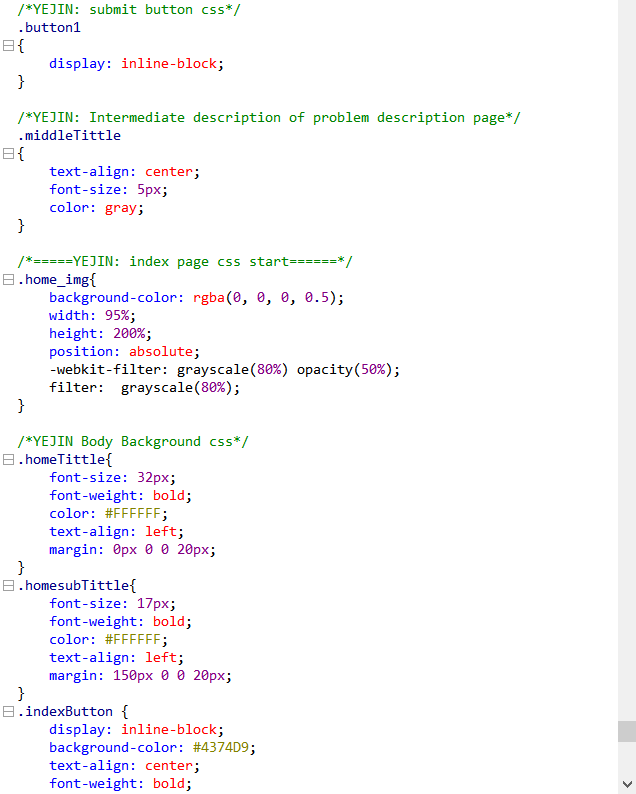 /*YEJIN: submit button css*/
.button1
{
    display: inline-block;
}

/*YEJIN: Intermediate description of problem description page*/
.middleTittle
{
    text-align: center;
    font-size: 5px;
    color: gray;
}

/*=====YEJIN: index page css start======*/
.home_img{
    background-color: rgba(0, 0, 0, 0.5);
    width: 95%;
    height: 200%;
    position: absolute;
    -webkit-filter: grayscale(80%) opacity(50%);
    filter:  grayscale(80%);
}

/*YEJIN Body Background css*/
.homeTittle{
    font-size: 32px;
    font-weight: bold;
    color: #FFFFFF;
    text-align: left;
    margin: 0px 0 0 20px;
}
.homesubTittle{
    font-size: 17px;
    font-weight: bold;
    color: #FFFFFF;
    text-align: left;
    margin: 150px 0 0 20px;
}
.indexButton {
    display: inline-block;
    background-color: #4374D9;
    text-align: center;
    font-weight: bold;